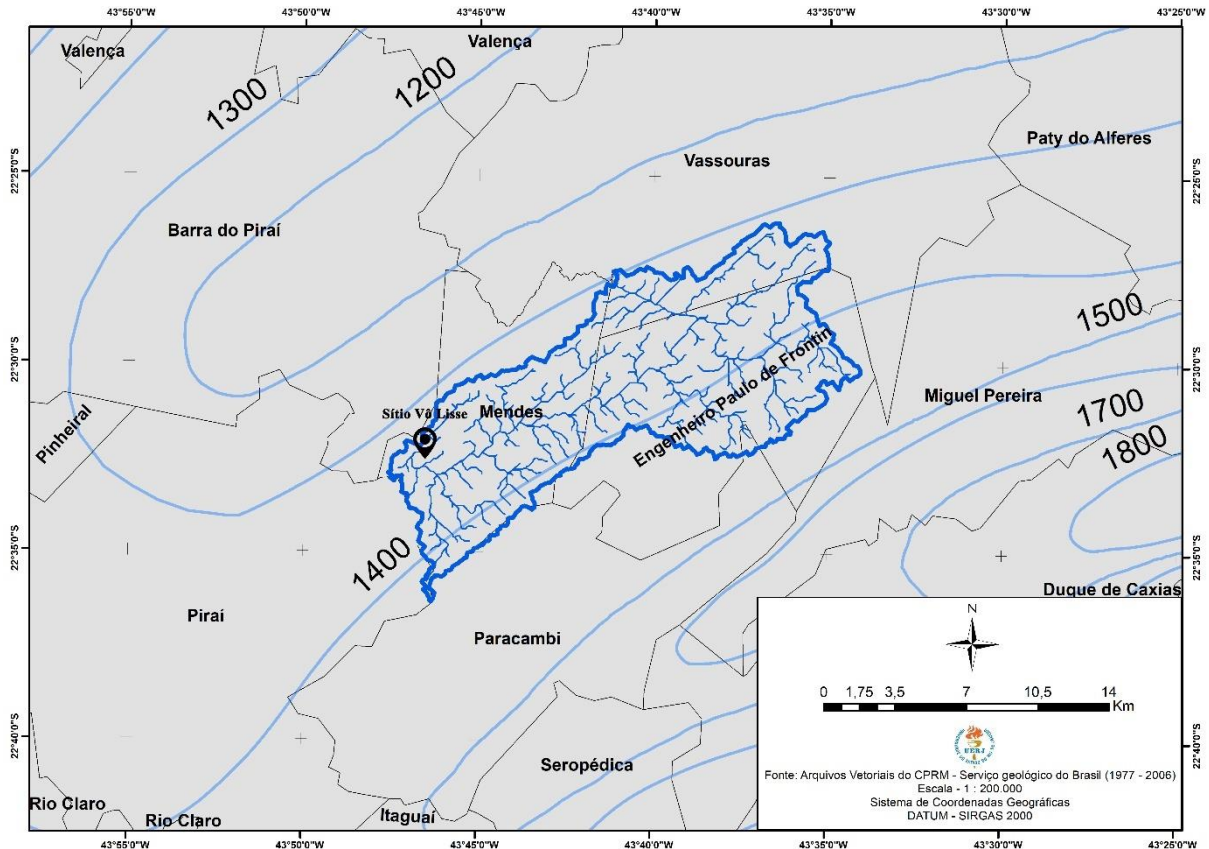 43°55'0"W
43°50'0"W
43°45'0"W
43°40'0"W
43°35'0"W
43°30'0"W
43°25'0"W
Valença
Valença
1300
1200
Paty do Alferes
Vassouras
22°25'0"S
22°25'0"S
Barra do Piraí
1500
22°30'0"S
22°30'0"S
Engenheiro Paulo de Frontin
Miguel Pereira
Pinheiral
Sítio Vô Lisse
Mendes
1700
1800
1400
22°35'0"S
22°35'0"S
Duque de Caxias
Piraí
Paracambi
N
0 1,75 3,5 7 10,5 14
Km
22°40'0"S
22°40'0"S
Seropédica
UERJ
Fonte: Arquivos Vetoriais do CPRM - Serviço geológico do Brasil (1977 - 2006)
Escala - 1 : 200.000
Sistema de Coordenadas Geográficas
DATUM - SIRGAS 2000
Rio Claro
Rio Claro
Itaguaí
43°55'0"W
43°50'0"W
43°45'0"W
43°40'0"W
43°35'0"W
43°30'0"W
43°25'0"W